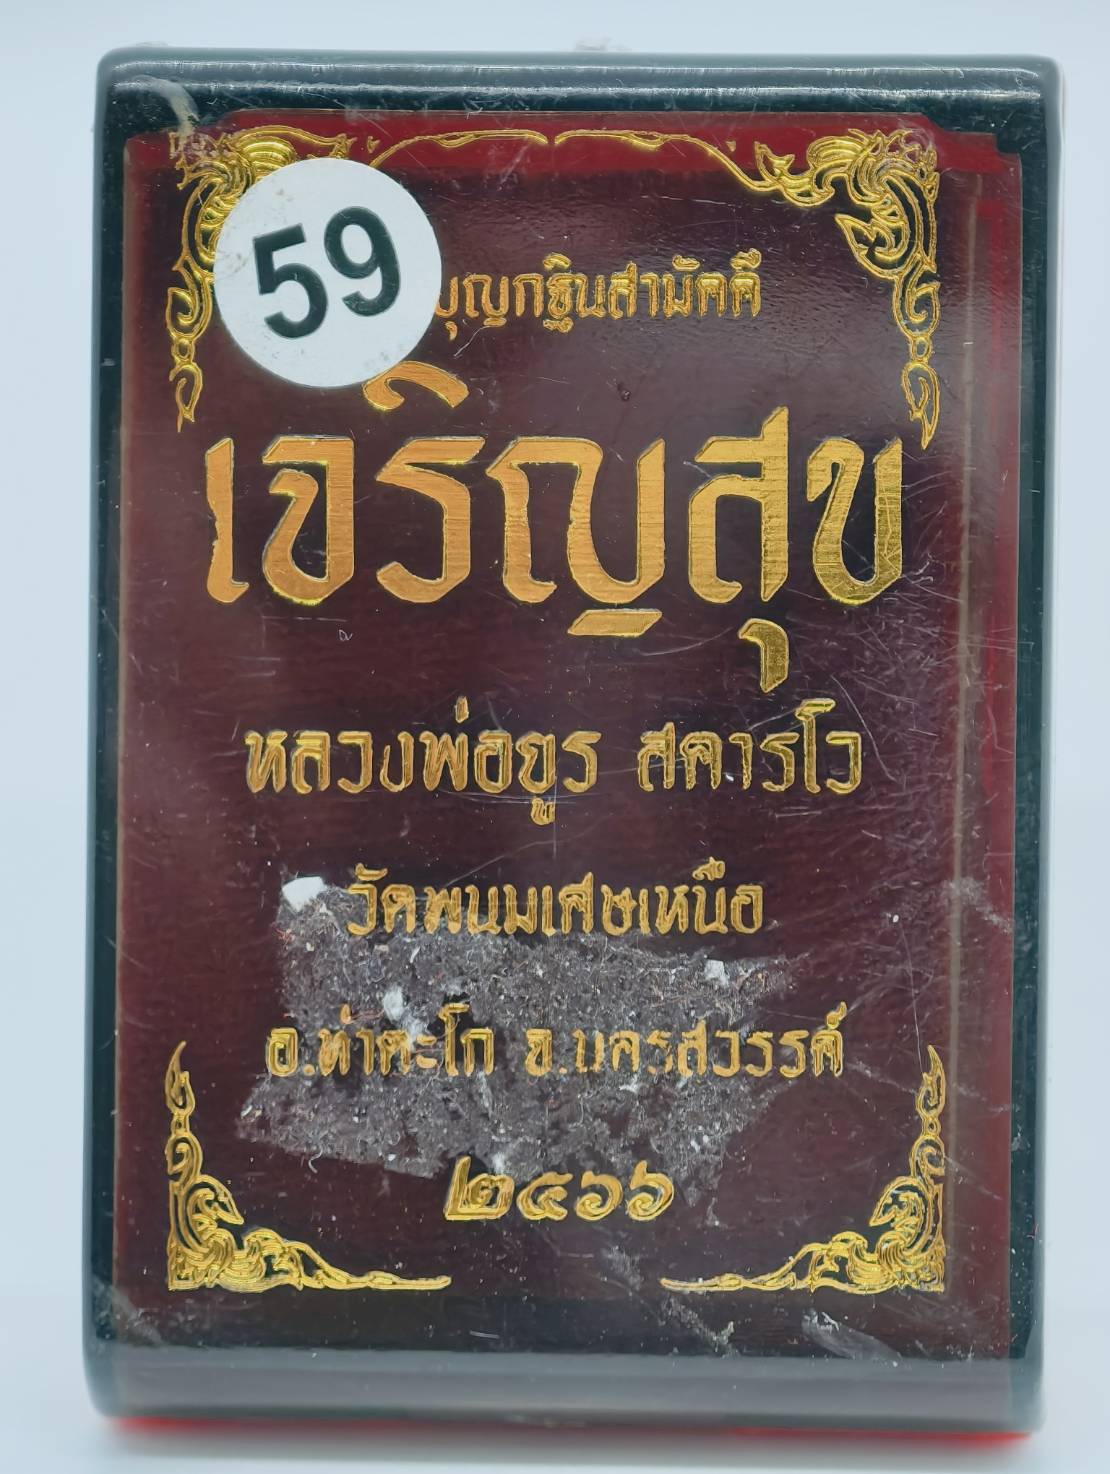 59
บุญกฐินสามัคคี
เจริญสุข
หลวงพ่อขูร สคารโว
วัดพนมเศษเหนือ
อ.ท่าตะโก จ.นครสวรรค์
๒๕๖๖